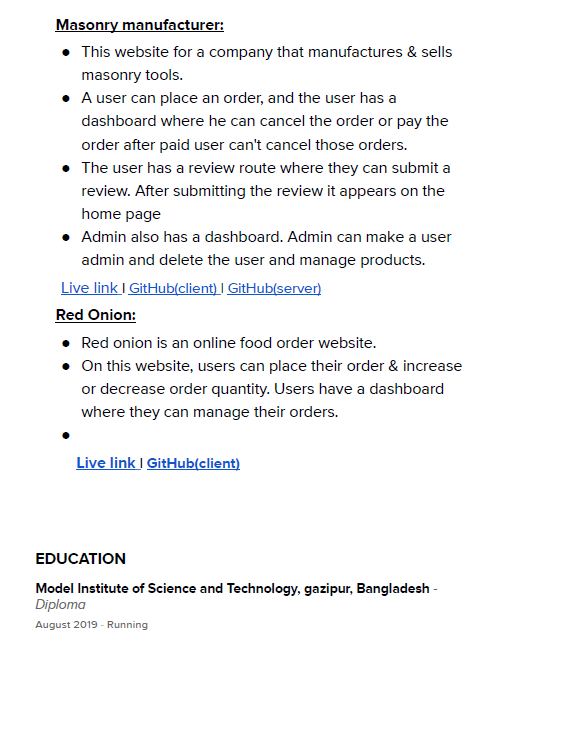 Masonry manufacturer:
● This website for a company that manufactures & sells
masonry tools.
● A user can place an order, and the user has a
dashboard where he can cancel the order or pay the
order after paid user can't cancel those orders.
● The user has a review route where they can submit a
review. After submitting the review it appears on the
home page
● Admin also has a dashboard. Admin can make a user
admin and delete the user and manage products.
Live link | GitHub(client) | GitHub(server)
Red Onion:
● Red onion is an online food order website.
● On this website, users can place their order & increase
or decrease order quantity. Users have a dashboard
where they can manage their orders.
●
Live link | GitHub(client)
EDUCATION
Model Institute of Science and Technology, gazipur, Bangladesh -
Diploma
August 2019 - Running